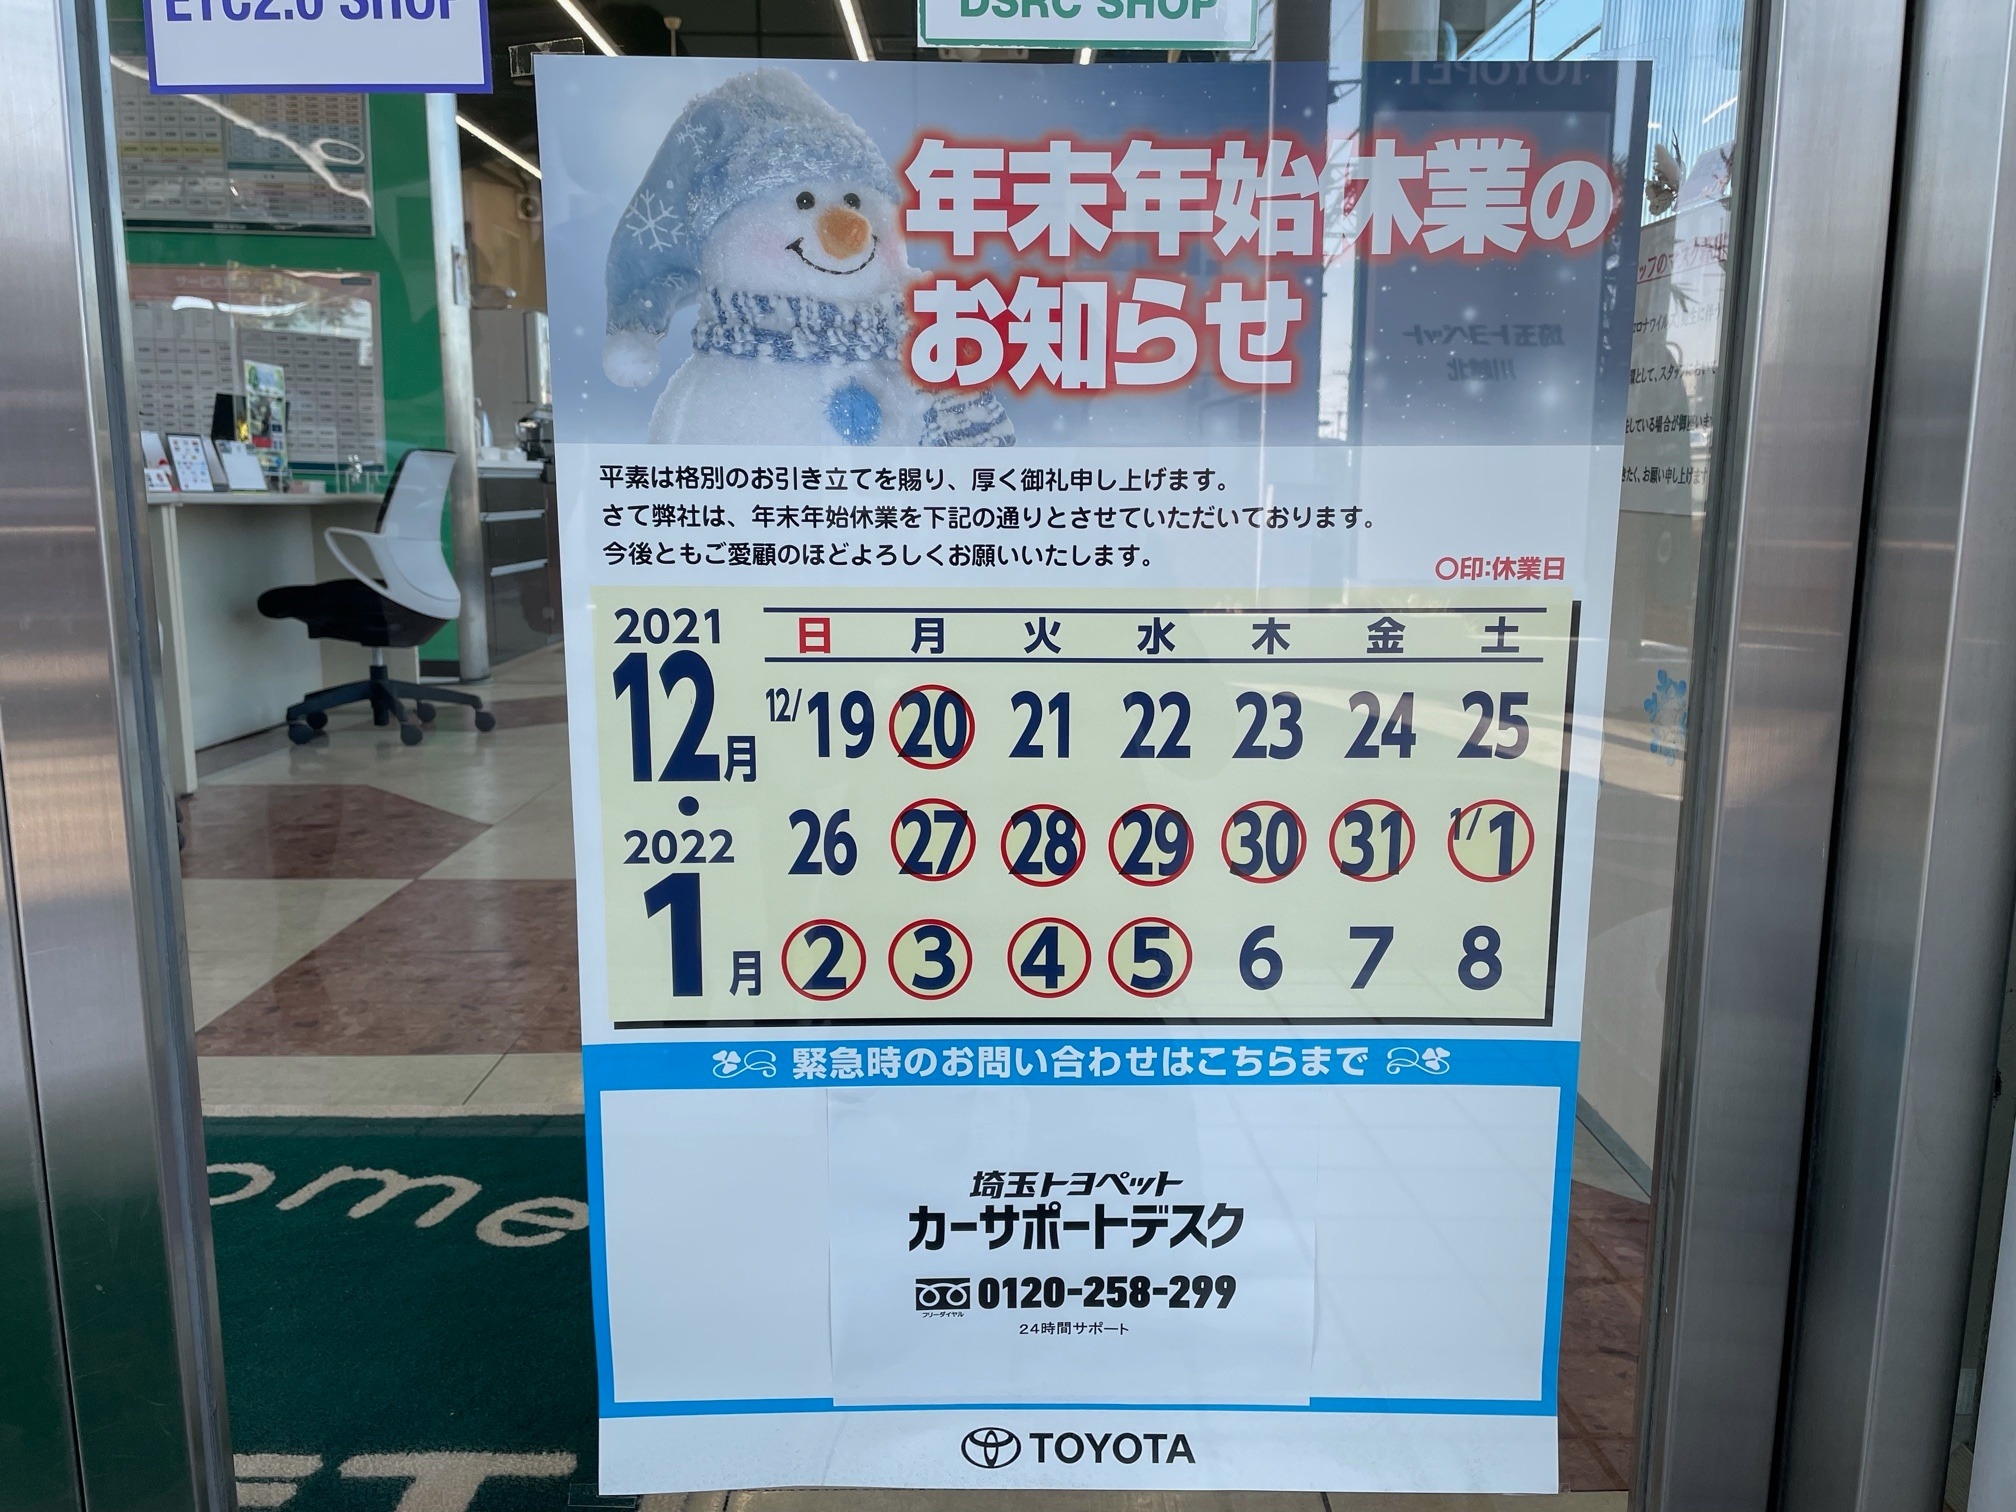 ETC2.0 SHOP
DSRC SHOP
年末年始休業の
お知らせ
平素は格別のお引き立てを賜り、厚く御礼申し上げます。
さて弊社は、年末年始休業を下記の通りとさせていただいております。
今後ともご愛顧のほどよろしくお願いいたします。
○印:休業日
2021
12月
・
2022
1月
日 月 火 水 木 金 土
12/19 20 21 22 23 24 25
26 27 28 29 30 31 1/1
2 3 4 5 6 7 8
緊急時のお問い合わせはこちらまで
埼玉トヨペット
カーサポートデスク
フリーダイヤル
0120-258-299
24時間サポート
TOYOTA
ome
ET